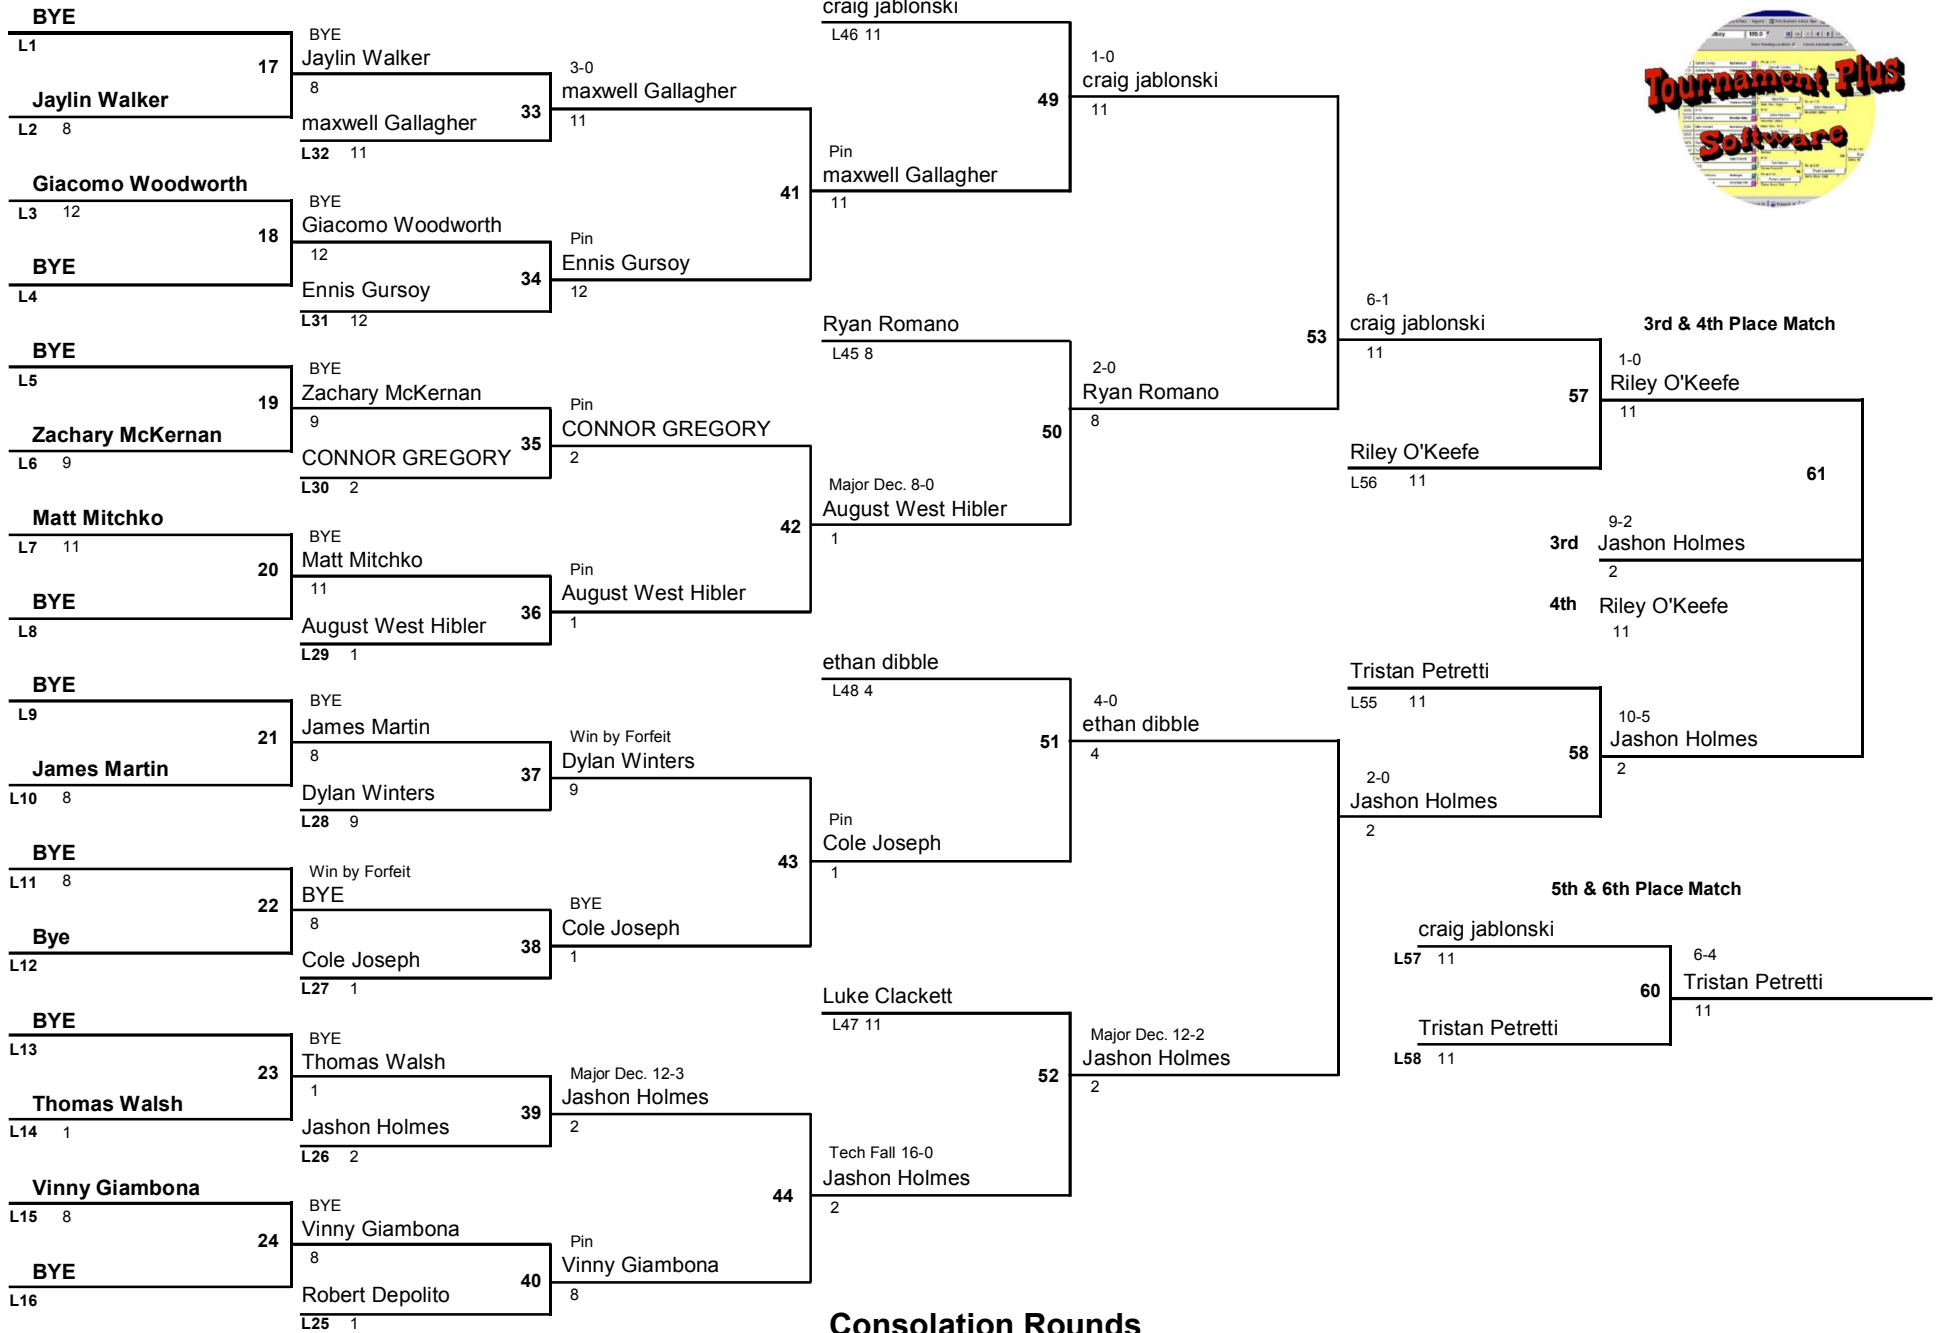 BYE
L1
17
Jaylin Walker
L2 8
Giacomo Woodworth
L3 12
18
BYE
L4
BYE
L5
19
Zachary McKernan
L6 9
Matt Mitchko
L7 11
20
BYE
L8
BYE
L9
21
James Martin
L10 8
BYE
L11 8
22
Bye
L12
BYE
L13
23
Thomas Walsh
L14 1
Vinny Giambona
L15 8
24
BYE
L16
BYE
Jaylin Walker
8
33
maxwell Gallagher
L32 11
BYE
Giacomo Woodworth
12
34
Ennis Gursoy
L31 12
BYE
Zachary McKernan
9
35
CONNOR GREGORY
L30 2
BYE
Matt Mitchko
11
36
August West Hibler
L29 1
BYE
James Martin
8
37
Dylan Winters
L28 9
Win by Forfeit
BYE
8
38
Cole Joseph
L27 1
BYE
Thomas Walsh
1
39
Jashon Holmes
L26 2
BYE
Vinny Giambona
8
40
Robert Depolito
L25 1
3-0
maxwell Gallagher
11
41
Pin
Ennis Gursoy
12
Pin
CONNOR GREGORY
2
42
Pin
August West Hibler
1
Win by Forfeit
Dylan Winters
9
43
BYE
Cole Joseph
1
Major Dec. 12-3
Jashon Holmes
2
44
Pin
Vinny Giambona
8
craig jablonski
L46 11
49
Pin
maxwell Gallagher
11
Ryan Romano
L45 8
50
Major Dec. 8-0
August West Hibler
1
ethan dibble
L48 4
51
Pin
Cole Joseph
1
Luke Clackett
L47 11
52
Tech Fall 16-0
Jashon Holmes
2
1-0
craig jablonski
11
53
2-0
Ryan Romano
8
4-0
ethan dibble
4
Major Dec. 12-2
Jashon Holmes
2
6-1
craig jablonski
11
57
Riley O'Keefe
L56 11
Tristan Petretti
L55 11
58
2-0
Jashon Holmes
2
3rd & 4th Place Match
1-0
Riley O'Keefe
11
61
9-2
3rd Jashon Holmes
2
4th Riley O'Keefe
11
10-5
Jashon Holmes
2
5th & 6th Place Match
craig jablonski
L57 11
60
Tristan Petretti
L58 11
6-4
Tristan Petretti
11
Tournament Plus
Software
Consolation Rounds